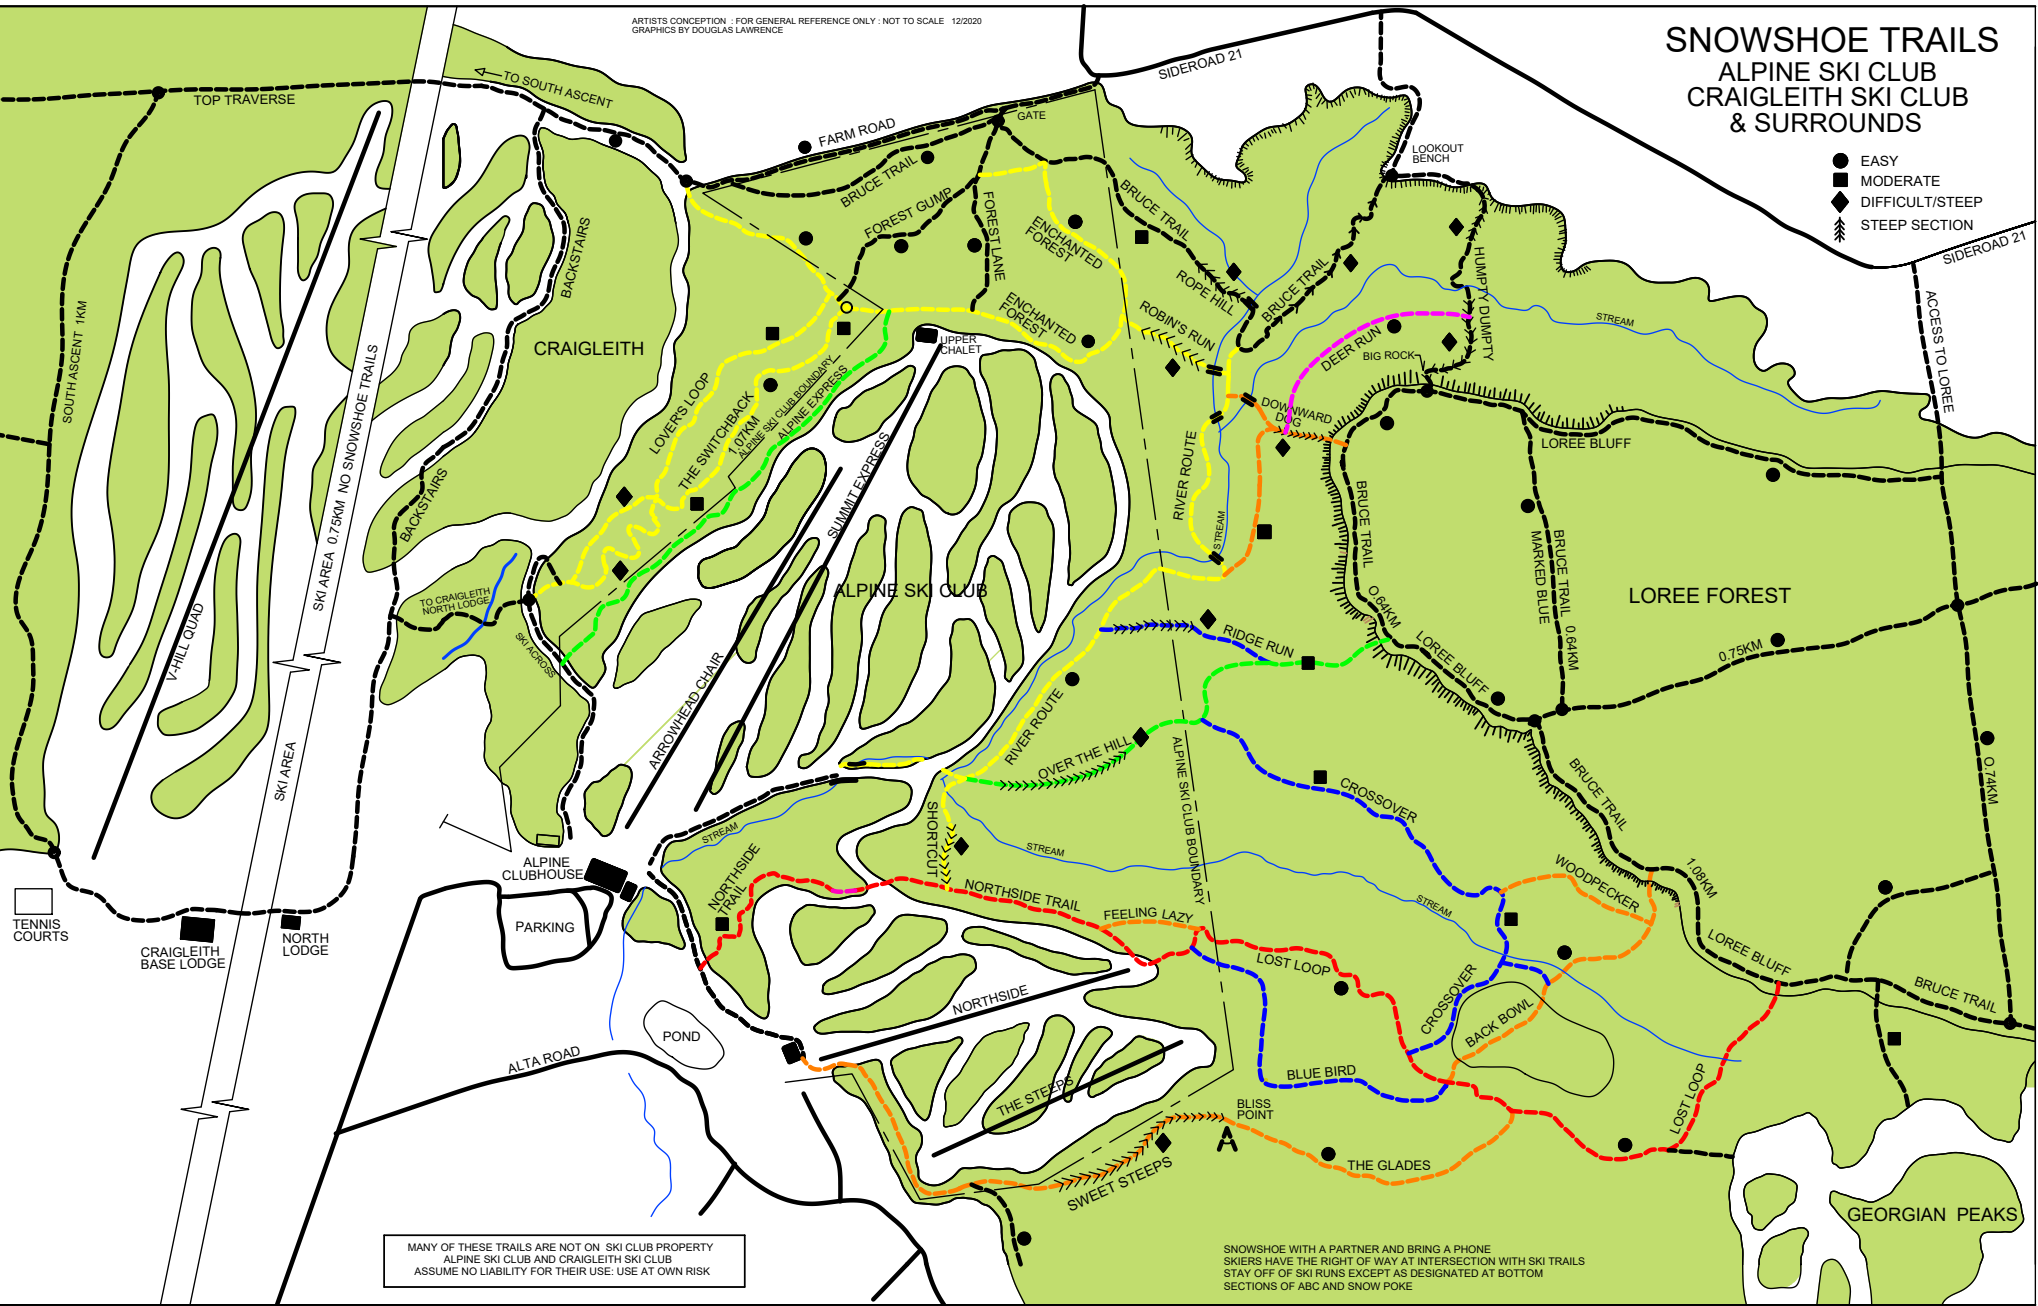 ARTISTS CONCEPTION : FOR GENERAL REFERENCE ONLY : NOT TO SCALE 12/2020
GRAPHICS BY DOUGLAS LAWRENCE
SNOWSHOE TRAILS
ALPINE SKI CLUB
CRAIGLEITH SKI CLUB
& SURROUNDS
EASY
MODERATE
DIFFICULT/STEEP
STEEP SECTION
SIDEROAD 21
SIDEROAD 21
TO SOUTH ASCENT
TOP TRAVERSE
FARM ROAD
GATE
LOOKOUT
BENCH
BRUCE TRAIL
FOREST GUMP
FOREST LANE
ENCHANTED
FOREST
BRUCE TRAIL
ROPE HILL
BRUCE TRAIL
HUMPTY DUMPTY
ACCESS TO LOREE
STREAM
BACKSTAIRS
SOUTH ASCENT 1KM
SKI AREA 0.75KM NO SNOWSHOE TRAILS
CRAIGLEITH
ENCHANTED
FOREST
ROBIN'S RUN
DEER RUN
BIG ROCK
UPPER
CHALET
LOVER'S LOOP
THE SWITCHBACK
1.07KM
ALPINE SKI CLUB BOUNDARY
ALPINE EXPRESS
DOWNWARD
DOG
LOREE BLUFF
SUMMIT EXPRESS
RIVER ROUTE
STREAM
BRUCE TRAIL
0.64KM
BRUCE TRAIL 0.64KM
MARKED BLUE
BACKSTAIRS
ALPINE SKI CLUB
LOREE FOREST
TO CRAIGLEITH
NORTH LODGE
SKI ACROSS
V-HILL QUAD
RIDGE RUN
LOREE BLUFF
0.75KM
ARROWHEAD CHAIR
RIVER ROUTE
OVER THE HILL
ALPINE SKI CLUB BOUNDARY
CROSSOVER
BRUCE TRAIL
0.74KM
SKI AREA
STREAM
SHORTCUT
STREAM
ALPINE
CLUBHOUSE
NORTHSIDE
TRAIL
NORTHSIDE TRAIL
FEELING LAZY
STREAM
WOODPECKER
1.08KM
TENNIS
COURTS
CRAIGLEITH
BASE LODGE
NORTH
LODGE
PARKING
LOST LOOP
CROSSOVER
LOREE BLUFF
BRUCE TRAIL
NORTHSIDE
BACK BOWL
POND
ALTA ROAD
THE STEEPS
BLUE BIRD
BLISS
POINT
LOST LOOP
SWEET STEEPS
THE GLADES
GEORGIAN PEAKS
MANY OF THESE TRAILS ARE NOT ON SKI CLUB PROPERTY
ALPINE SKI CLUB AND CRAIGLEITH SKI CLUB
ASSUME NO LIABILITY FOR THEIR USE: USE AT OWN RISK
SNOWSHOE WITH A PARTNER AND BRING A PHONE
SKIERS HAVE THE RIGHT OF WAY AT INTERSECTION WITH SKI TRAILS
STAY OFF OF SKI RUNS EXCEPT AS DESIGNATED AT BOTTOM
SECTIONS OF ABC AND SNOW POKE